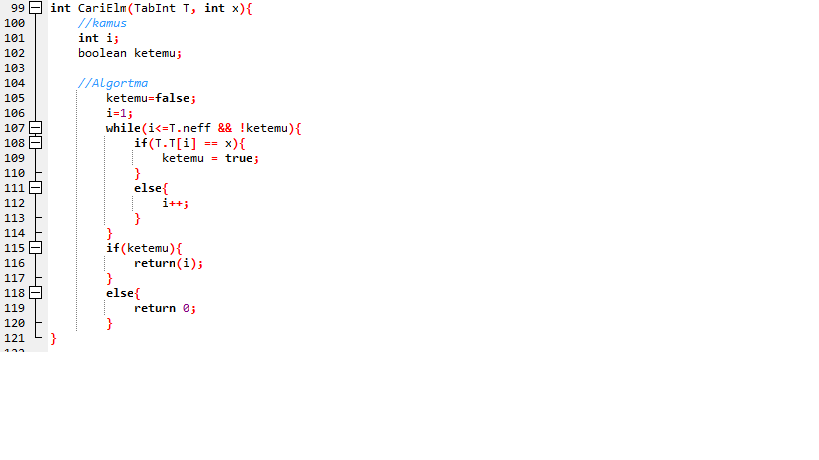 99 int CariElm(TabInt T, int x){
100 //kamus
101 int i;
102 boolean ketemu;
103
104 //Algortma
105 ketemu=false;
106 i=1;
107 while(i<=T.neff && !ketemu){
108 if(T.T[i] == x){
109 ketemu = true;
110 }
111 else{
112 i++;
113 }
114 }
115 if(ketemu){
116 return(i);
117 }
118 else{
119 return 0;
120 }
121 }